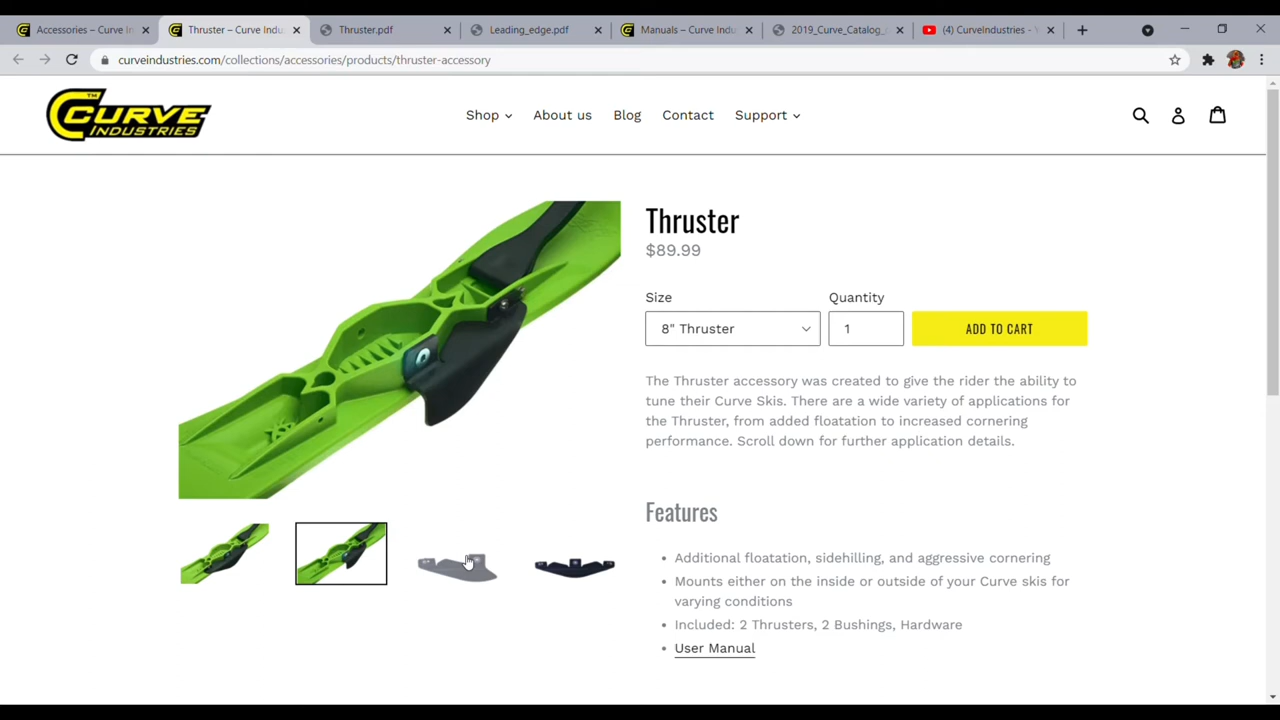 Accessories – Curve In
Thruster – Curve Indu
Thruster.pdf
Leading_edge.pdf
Manuals – Curve Indu
2019_Curve_Catalog_
(4) CurveIndustries - Y
curveindustries.com/collections/accessories/products/thruster-accessory
CURVE™
INDUSTRIES
Shop
About us
Blog
Contact
Support
Thruster
$89.99
Size
Quantity
8" Thruster
1
ADD TO CART
The Thruster accessory was created to give the rider the ability to
tune their Curve Skis. There are a wide variety of applications for
the Thruster, from added floatation to increased cornering
performance. Scroll down for further application details.
Features
• Additional floatation, sidehilling, and aggressive cornering
• Mounts either on the inside or outside of your Curve skis for
varying conditions
• Included: 2 Thrusters, 2 Bushings, Hardware
• User Manual